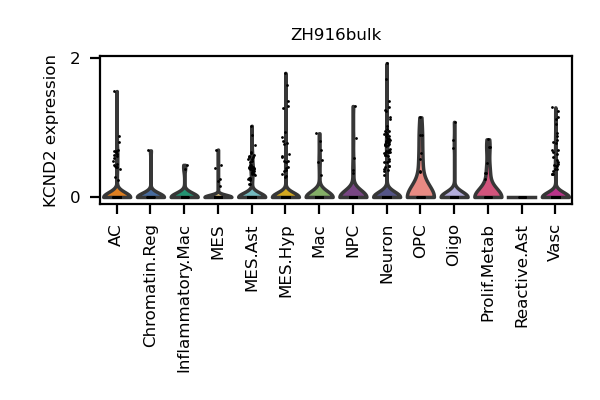 ZH916bulk
KCND2 expression
2
0
AC
Chromatin.Reg
Inflammatory.Mac
MES
MES.Ast
MES.Hyp
Mac
NPC
Neuron
OPC
Oligo
Prolif.Metab
Reactive.Ast
Vasc